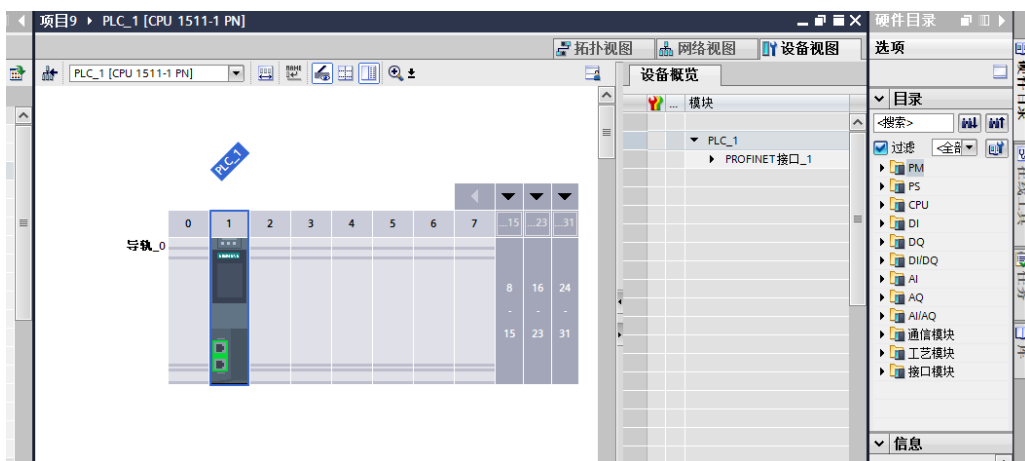 项目9 ▸ PLC_1 [CPU 1511-1 PN]
硬件目录
拓扑视图
网络视图
设备视图
选项
PLC_1 [CPU 1511-1 PN]
设备概览
... 模块
目录
<搜索>
过滤 <全部
PLC_1
PROFINET接口_1
PM
PS
CPU
DI
DQ
DI/DQ
AI
AQ
AI/AQ
通信模块
工艺模块
接口模块
信息
PLC_1
0 1 2 3 4 5 6 7 ...15 ...23 ...31
导轨_0
SIEMENS
8 16 24
- - -
15 23 31